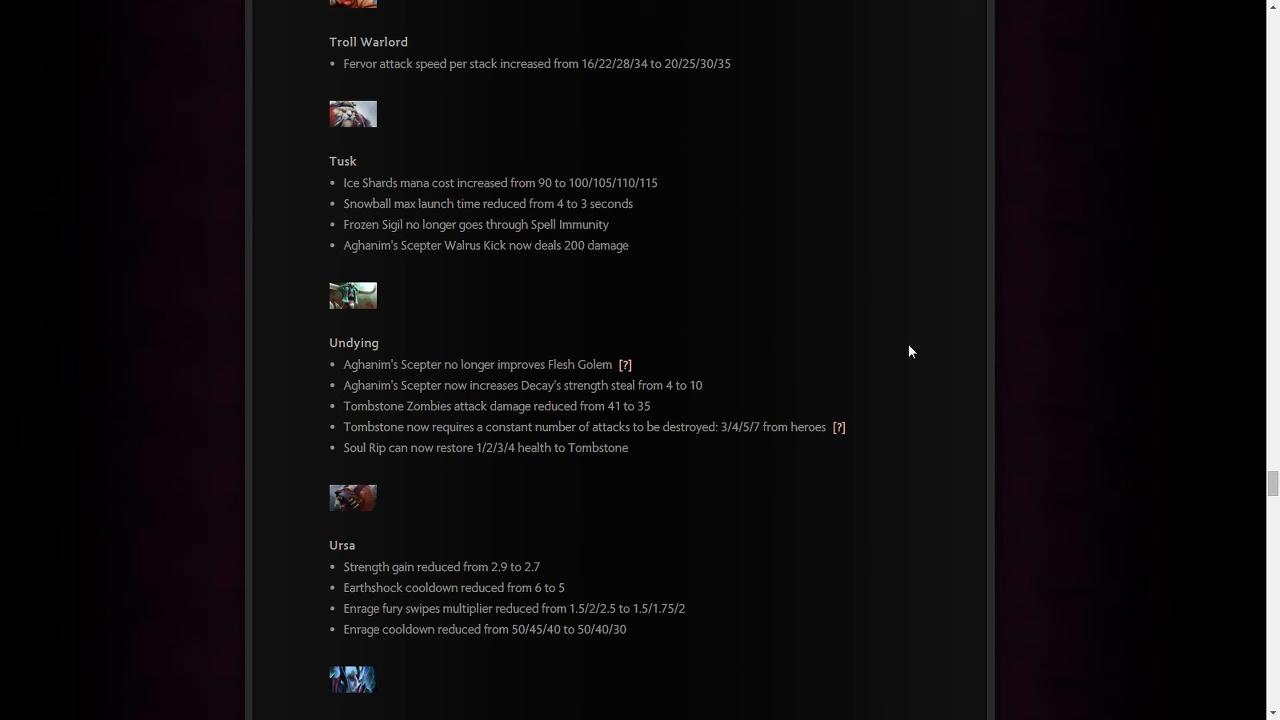 Troll Warlord
• Fervor attack speed per stack increased from 16/22/28/34 to 20/25/30/35
Tusk
• Ice Shards mana cost increased from 90 to 100/105/110/115
• Snowball max launch time reduced from 4 to 3 seconds
• Frozen Sigil no longer goes through Spell Immunity
• Aghanim's Scepter Walrus Kick now deals 200 damage
Undying
• Aghanim's Scepter no longer improves Flesh Golem [?]
• Aghanim's Scepter now increases Decay's strength steal from 4 to 10
• Tombstone Zombies attack damage reduced from 41 to 35
• Tombstone now requires a constant number of attacks to be destroyed: 3/4/5/7 from heroes [?]
• Soul Rip can now restore 1/2/3/4 health to Tombstone
Ursa
• Strength gain reduced from 2.9 to 2.7
• Earthshock cooldown reduced from 6 to 5
• Enrage fury swipes multiplier reduced from 1.5/2/2.5 to 1.5/1.75/2
• Enrage cooldown reduced from 50/45/40 to 50/40/30